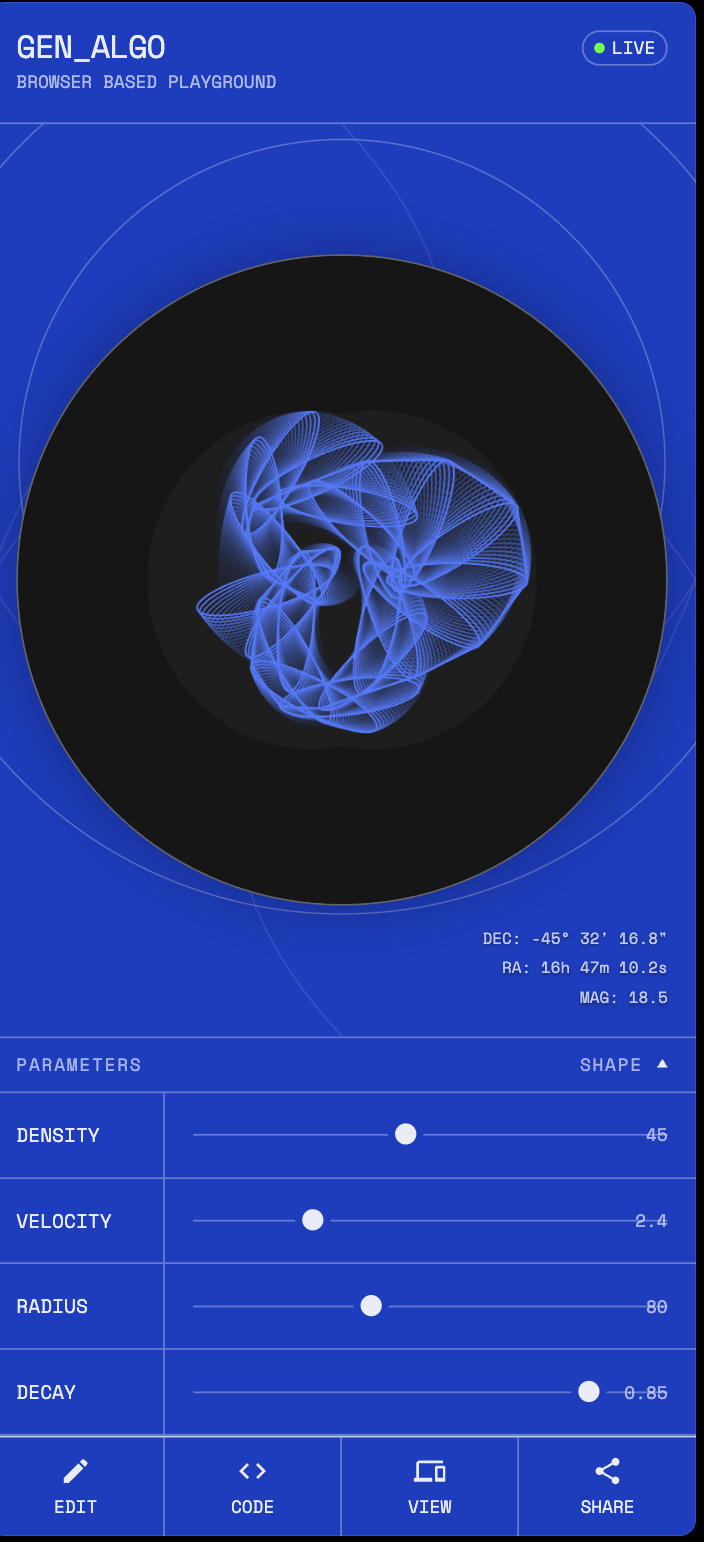 GEN_ALGO
LIVE
BROWSER BASED PLAYGROUND
DEC: -45° 32' 16.8"
RA: 16h 47m 10.2s
MAG: 18.5
PARAMETERS
SHAPE
DENSITY
45
VELOCITY
2.4
RADIUS
80
DECAY
0.85
EDIT
CODE
VIEW
SHARE